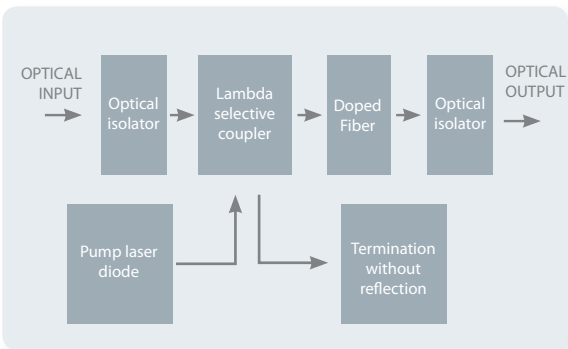 OPTICAL
INPUT
Optical
isolator
Lambda
selective
coupler
Doped
Fiber
Optical
isolator
OPTICAL
OUTPUT
Pump laser
diode
Termination
without
reflection